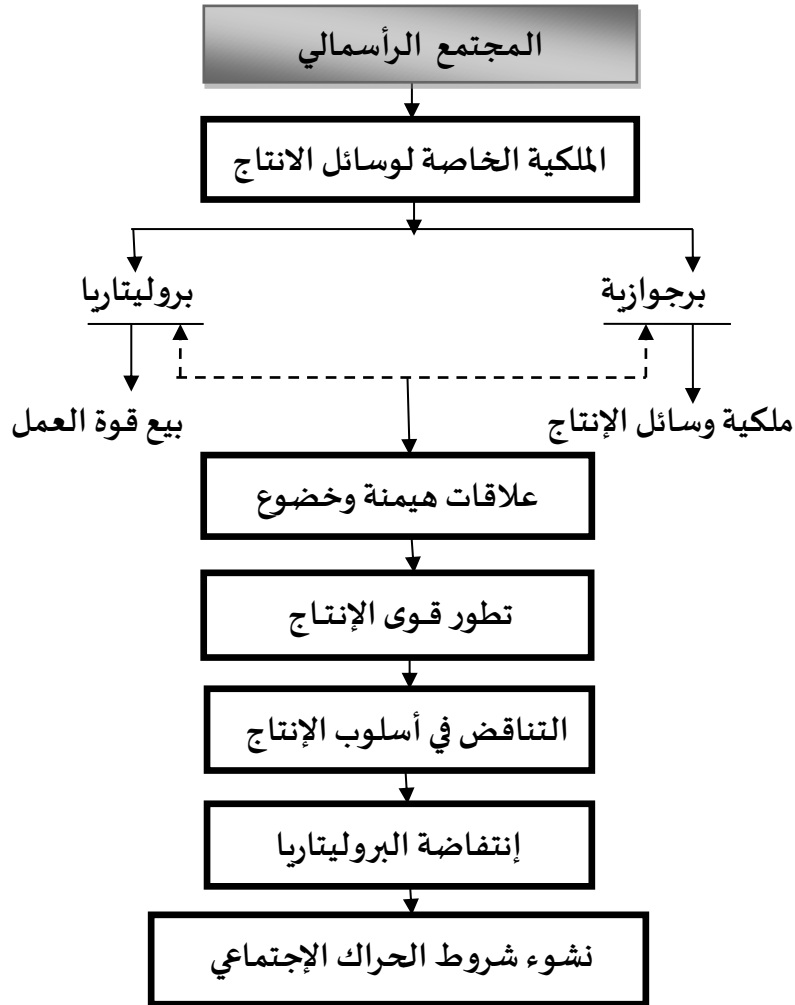 المجتمع الرأسمالي
الملكية الخاصة لوسائل الانتاج
برجوازية
بروليتاريا
ملكية وسائل الإنتاج
بيع قوة العمل
علاقات هيمنة وخضوع
تطور قوى الإنتاج
التناقض في أسلوب الإنتاج
إنتفاضة البروليتاريا
نشوء شروط الحراك الإجتماعي